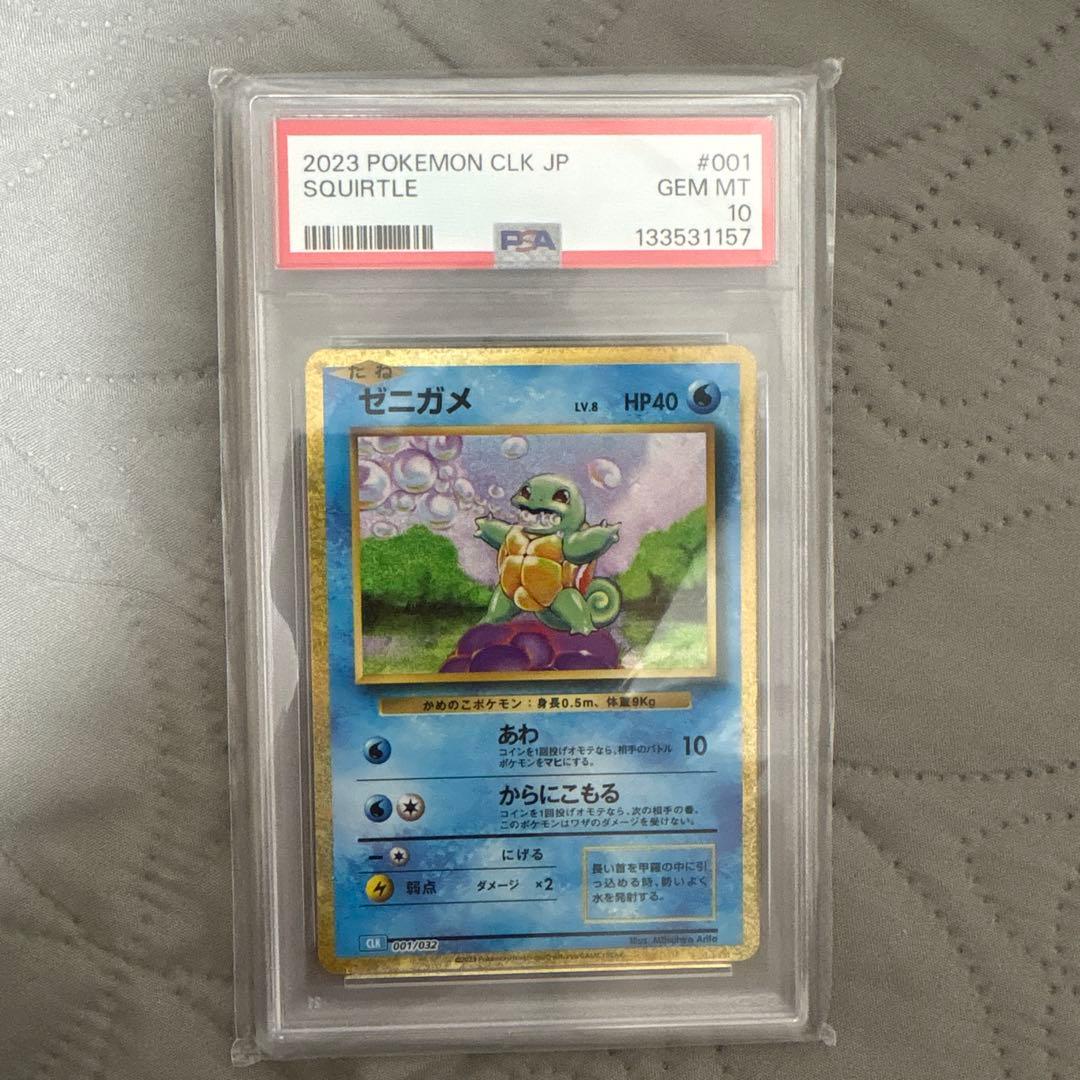 2023 POKEMON CLK JP #001
SQUIRTLE GEM MT
10
PSA 133531157
たね
ゼニガメ LV.8 HP40
かめのこポケモン：身長0.5m、体重9Kg
あわ 10
コインを1回投げオモテなら、相手のバトル
ポケモンをマヒにする。
からにこもる
コインを1回投げオモテなら、次の相手の番、
このポケモンはワザのダメージを受けない。
にげる
弱点 ダメージ ×2
長い首を甲羅の中に引
っ込める時、勢いよく
水を発射する。
CLK 001/032 Illus. Mitsuhiro Arita
©2023